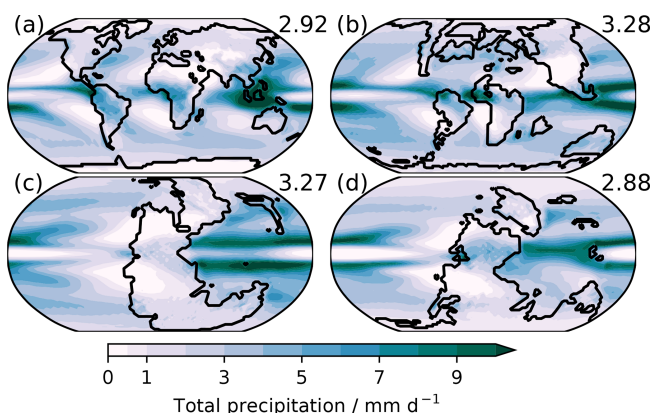 (a) 2.92 (b) 3.28
(c) 3.27 (d) 2.88
0 1 3 5 7 9
Total precipitation / mm d⁻¹